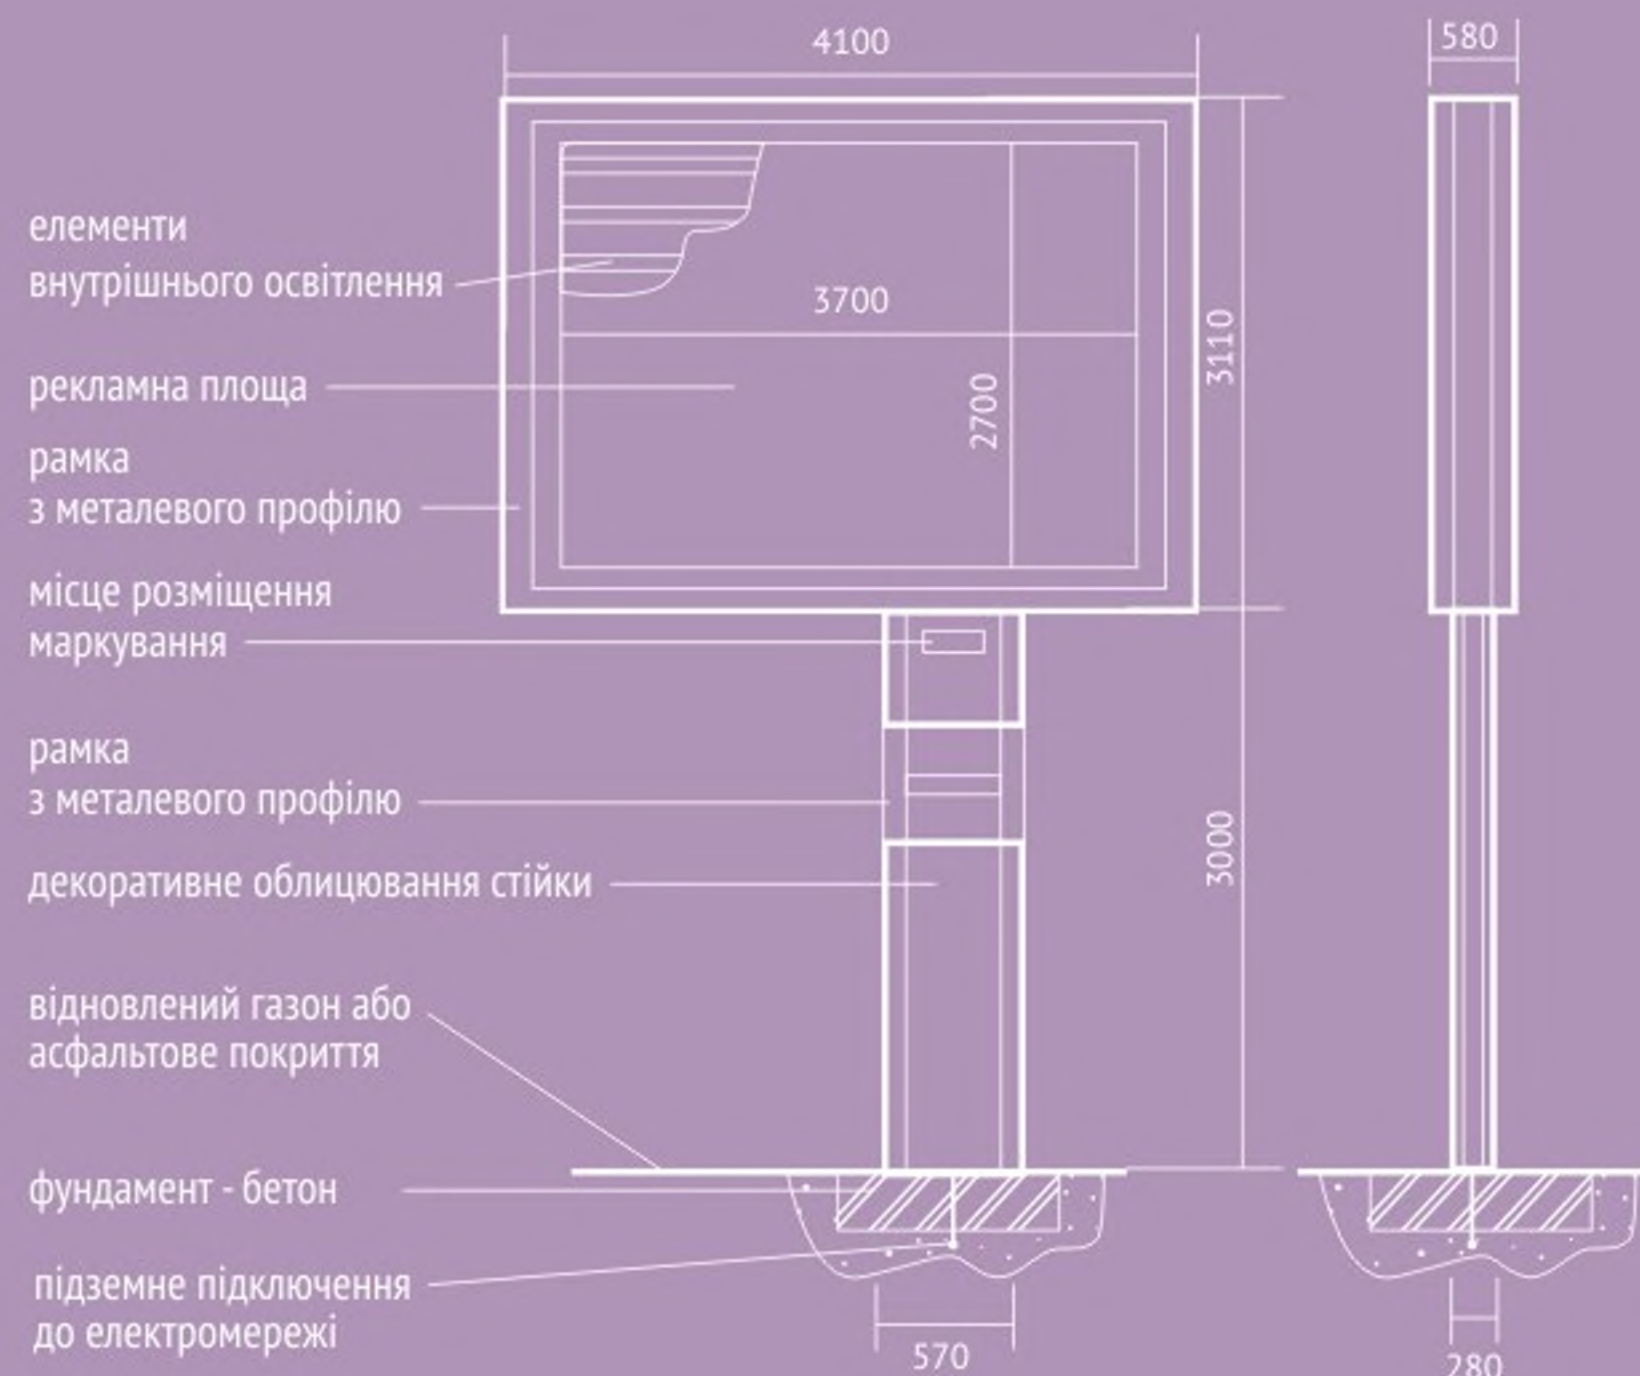 4100
580
елементи
внутрішнього освітлення
3700
3110
рекламна площа
2700
рамка
з металевого профілю
місце розміщення
маркування
рамка
з металевого профілю
3000
декоративне облицювання стійки
відновлений газон або
асфальтове покриття
фундамент - бетон
підземне підключення
до електромережі
570
280